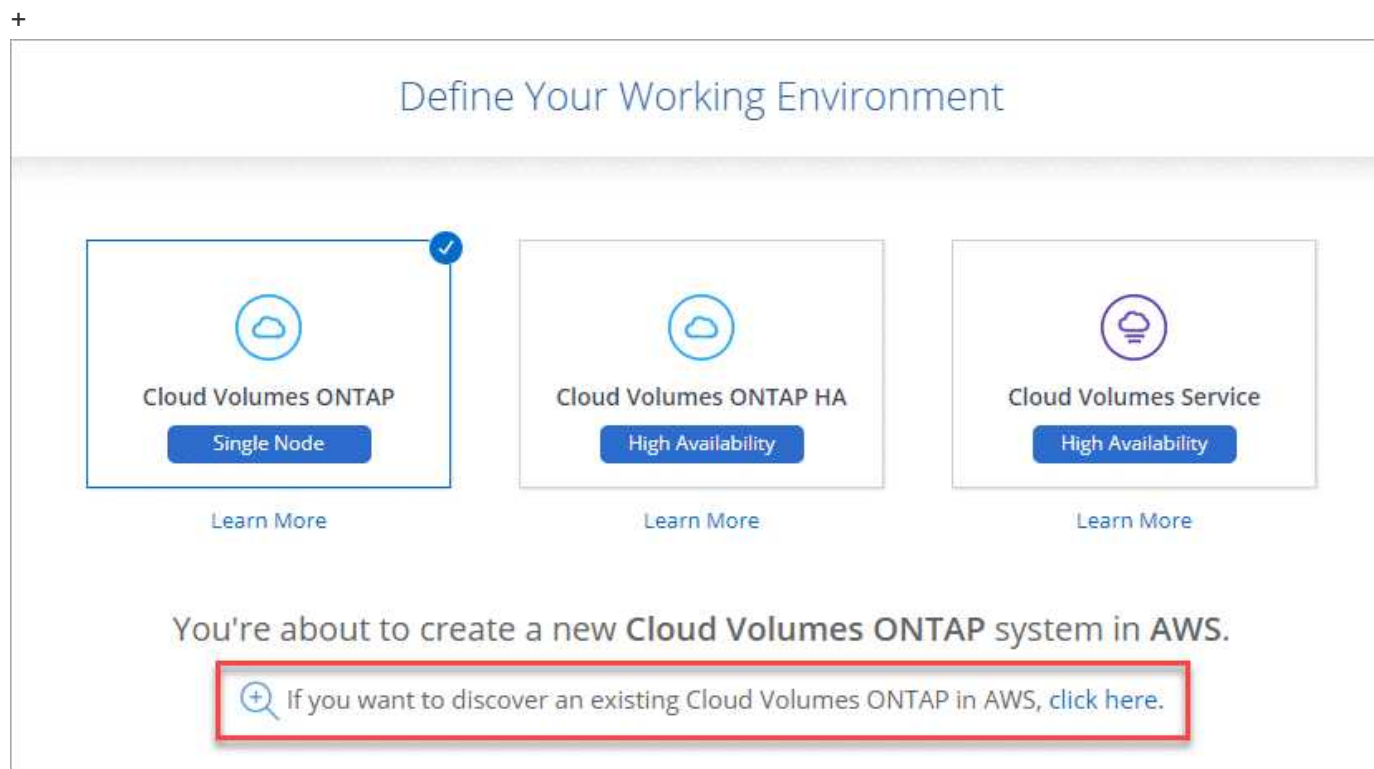 +
Define Your Working Environment
Cloud Volumes ONTAP
Single Node
Learn More
Cloud Volumes ONTAP HA
High Availability
Learn More
Cloud Volumes Service
High Availability
Learn More
You're about to create a new Cloud Volumes ONTAP system in AWS.
If you want to discover an existing Cloud Volumes ONTAP in AWS, click here.